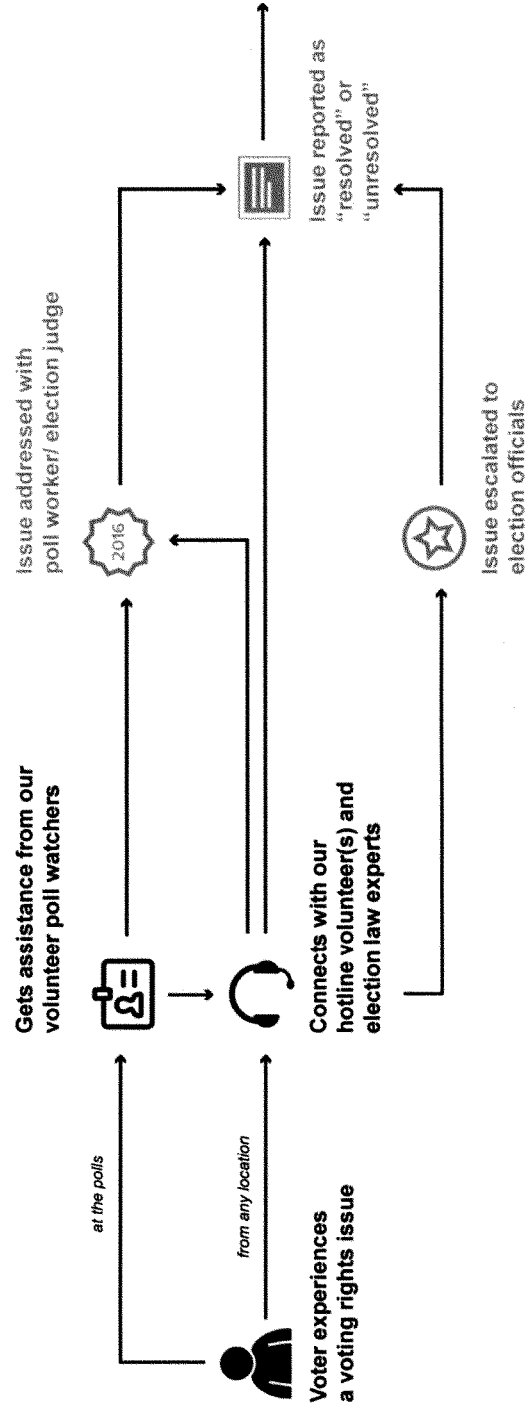 Voter experiences
a voting rights issue
at the polls
from any location
Gets assistance from our
volunteer poll watchers
Connects with our
hotline volunteer(s) and
election law experts
Issue addressed with
poll worker/ election judge
2016
Issue escalated to
election officials
Issue reported as
“resolved” or
“unresolved”